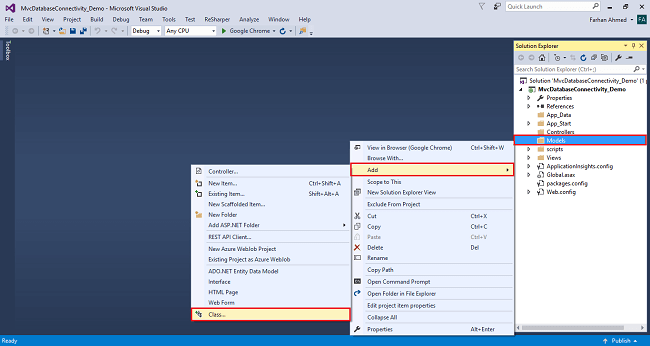 MvcDatabaseConnectivity_Demo - Microsoft Visual Studio
Quick Launch (Ctrl+Q)
File Edit View Project Build Debug Team Tools Test ReSharper Analyze Window Help
Farhan Ahmed FA
Debug Any CPU Google Chrome
Toolbox
Solution Explorer
Search Solution Explorer (Ctrl+;)
Solution 'MvcDatabaseConnectivity_Demo' (1
MvcDatabaseConnectivity_Demo
Properties
References
App_Data
App_Start
Controllers
Models
scripts
Views
ApplicationInsights.config
Global.asax
packages.config
Web.config
View in Browser (Google Chrome) Ctrl+Shift+W
Browse With...
Add
Scope to This
New Solution Explorer View
Exclude From Project
Cut Ctrl+X
Copy Ctrl+C
Paste Ctrl+V
Delete Del
Rename
Copy Path
Open Command Prompt
Open Folder in File Explorer
Edit project item properties
Collapse All
Properties Alt+Enter
Controller...
New Item... Ctrl+Shift+A
Existing Item... Shift+Alt+A
New Scaffolded Item...
New Folder
Add ASP.NET Folder
REST API Client...
New Azure WebJob Project
Existing Project as Azure WebJob
ADO.NET Entity Data Model
Interface
HTML Page
Web Form
Class...
Ready
Publish